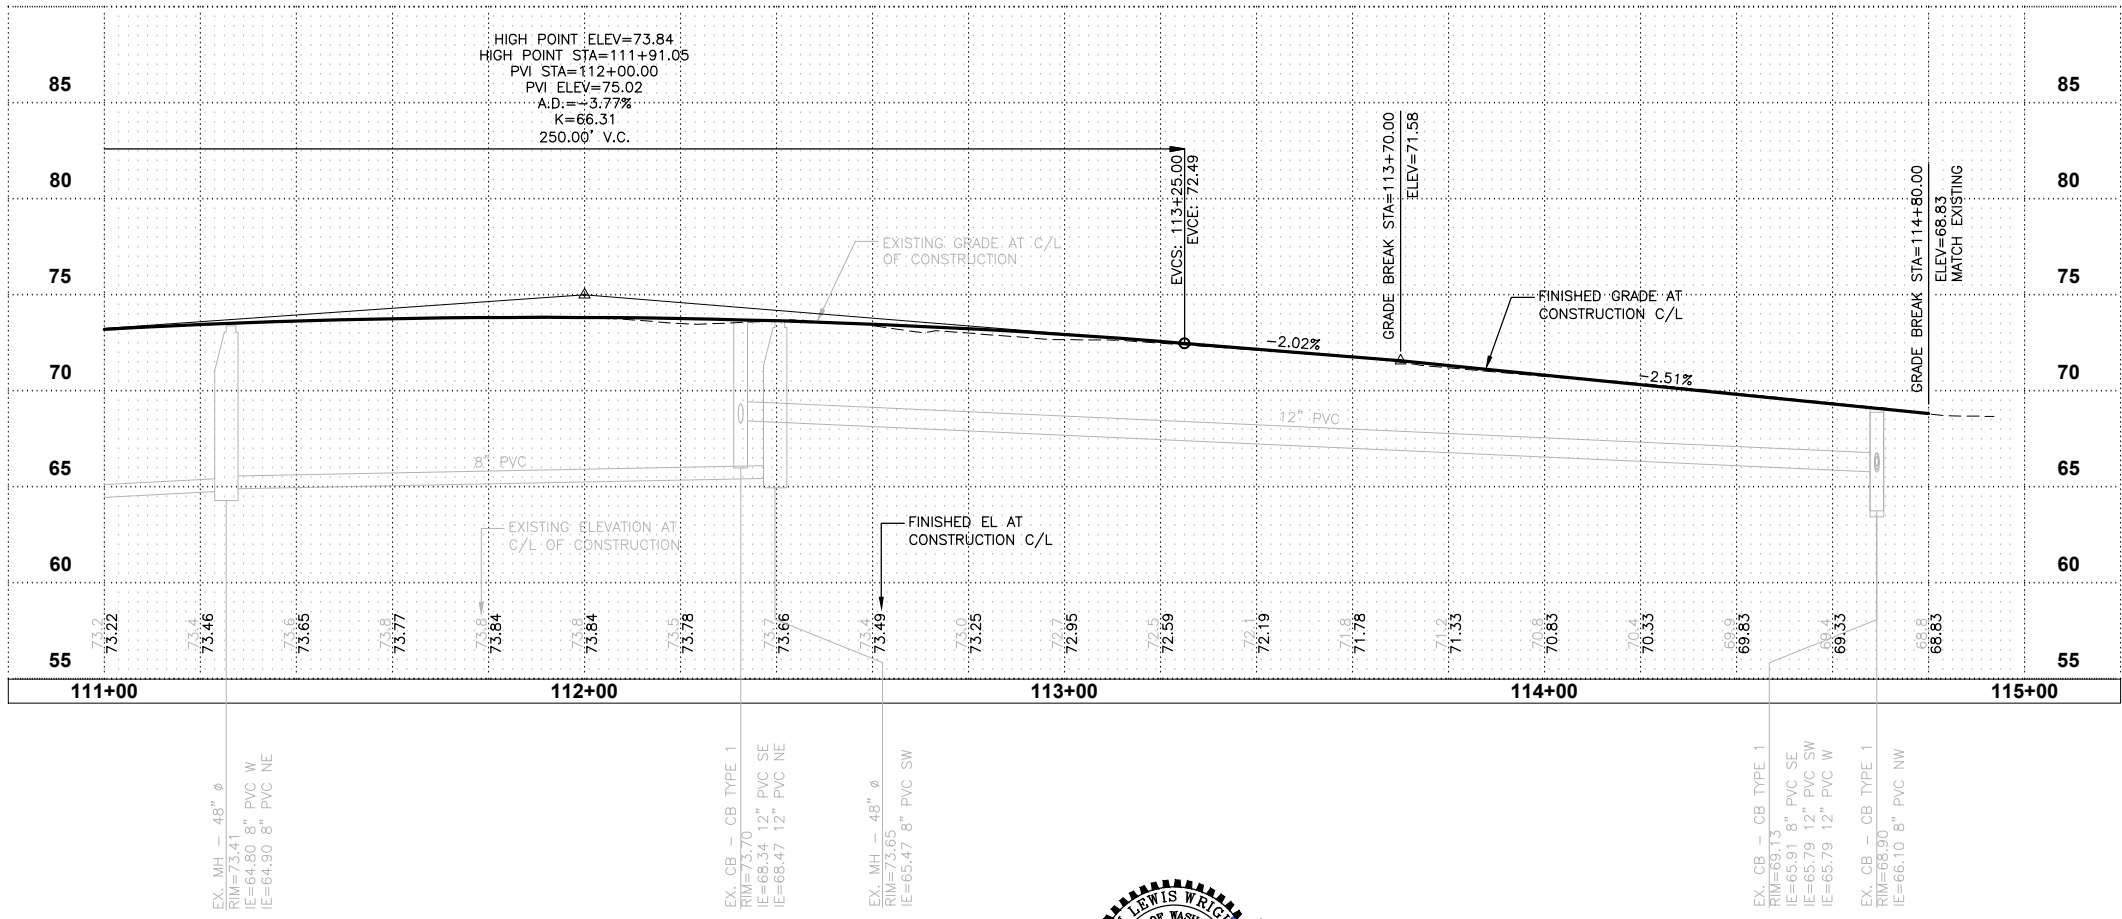 HIGH POINT ELEV=73.84
HIGH POINT STA=111+91.05
PVI STA=112+00.00
PVI ELEV=75.02
A.D.=-3.77%
K=66.31
250.00' V.C.
85
85
80
80
75
75
70
70
65
65
60
60
55
55
EVCS: 113+25.00
EVCE: 72.49
GRADE BREAK STA=113+70.00
ELEV=71.58
GRADE BREAK STA=114+80.00
ELEV=68.83
MATCH EXISTING
EXISTING GRADE AT C/L
OF CONSTRUCTION
FINISHED GRADE AT
CONSTRUCTION C/L
-2.02%
-2.51%
12" PVC
8" PVC
EXISTING ELEVATION AT
C/L OF CONSTRUCTION
FINISHED EL AT
CONSTRUCTION C/L
73.2
73.22
73.4
73.46
73.6
73.65
73.8
73.77
73.8
73.84
73.8
73.84
73.5
73.78
73.7
73.66
73.4
73.49
73.0
73.25
72.7
72.95
72.5
72.59
72.1
72.19
71.8
71.78
71.2
71.33
70.8
70.83
70.4
70.33
69.9
69.83
69.4
69.33
68.8
68.83
111+00
112+00
113+00
114+00
115+00
EX. MH - 48" ø
RIM=73.41
IE=64.80 8" PVC W
IE=64.90 8" PVC NE
EX. CB - CB TYPE 1
RIM=73.70
IE=68.34 12" PVC SE
IE=68.47 12" PVC NE
EX. MH - 48" ø
RIM=73.65
IE=65.47 8" PVC SW
EX. CB - CB TYPE 1
RIM=69.13
IE=65.91 8" PVC SE
IE=65.79 12" PVC SW
IE=65.79 12" PVC W
EX. CB - CB TYPE 1
RIM=68.90
IE=66.10 8" PVC NW
LEWIS WRIG
OF WASH